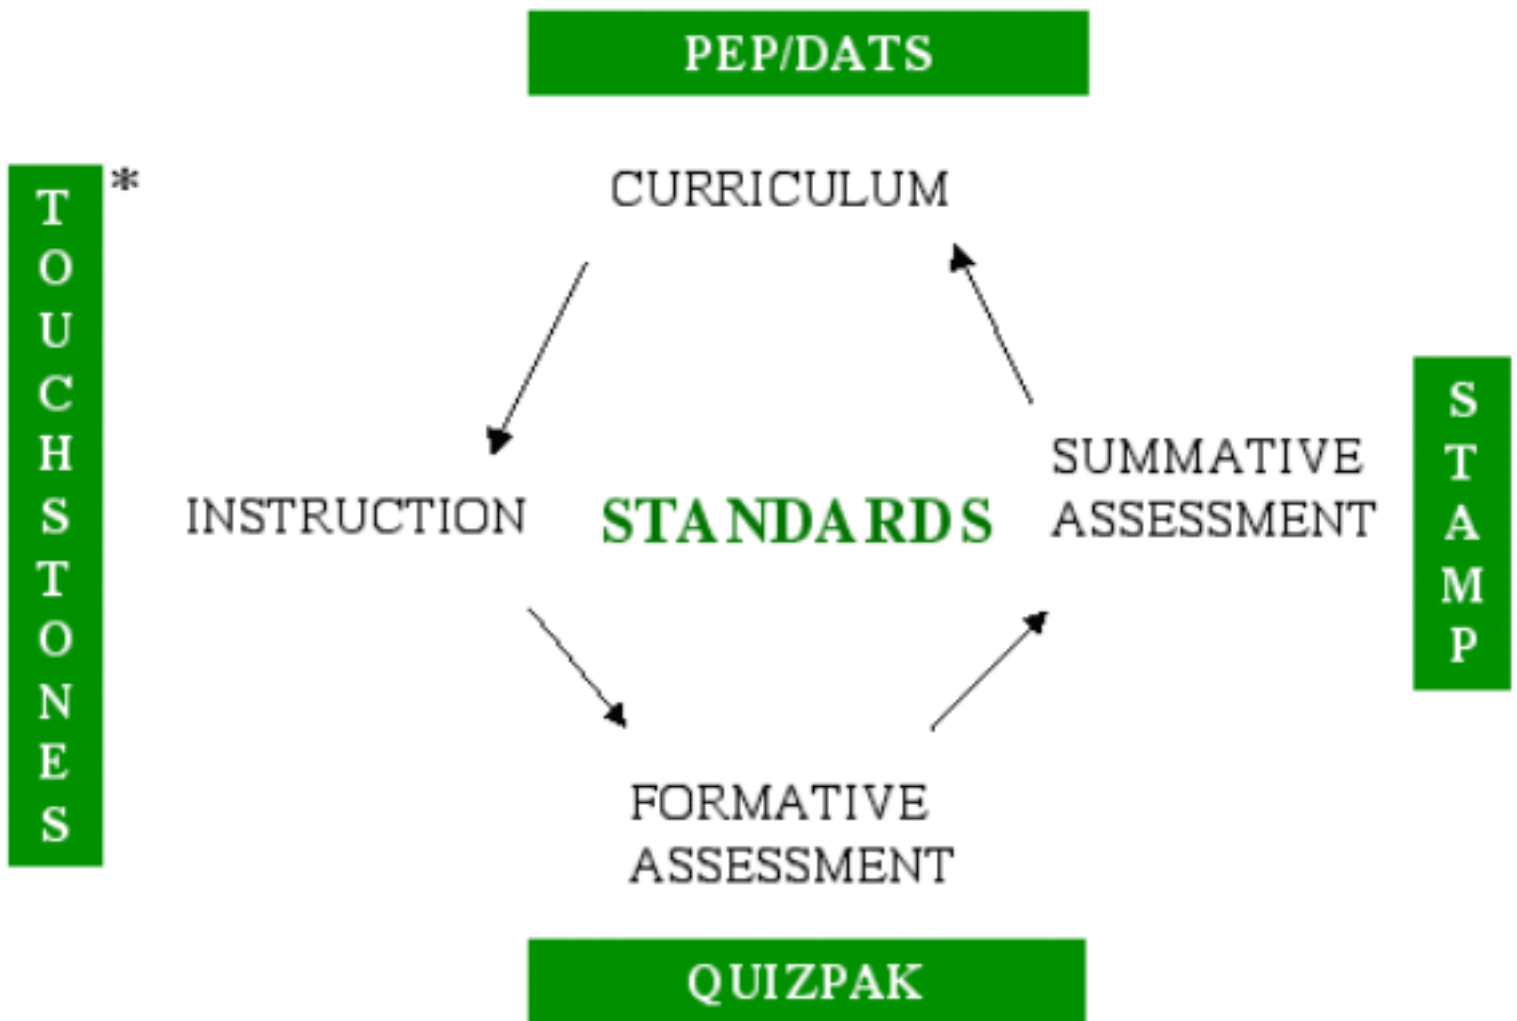 PEP/DATS
*
CURRICULUM
TOUCHSTONES
INSTRUCTION
STANDARDS
SUMMATIVE
ASSESSMENT
STAMP
FORMATIVE
ASSESSMENT
QUIZPAK